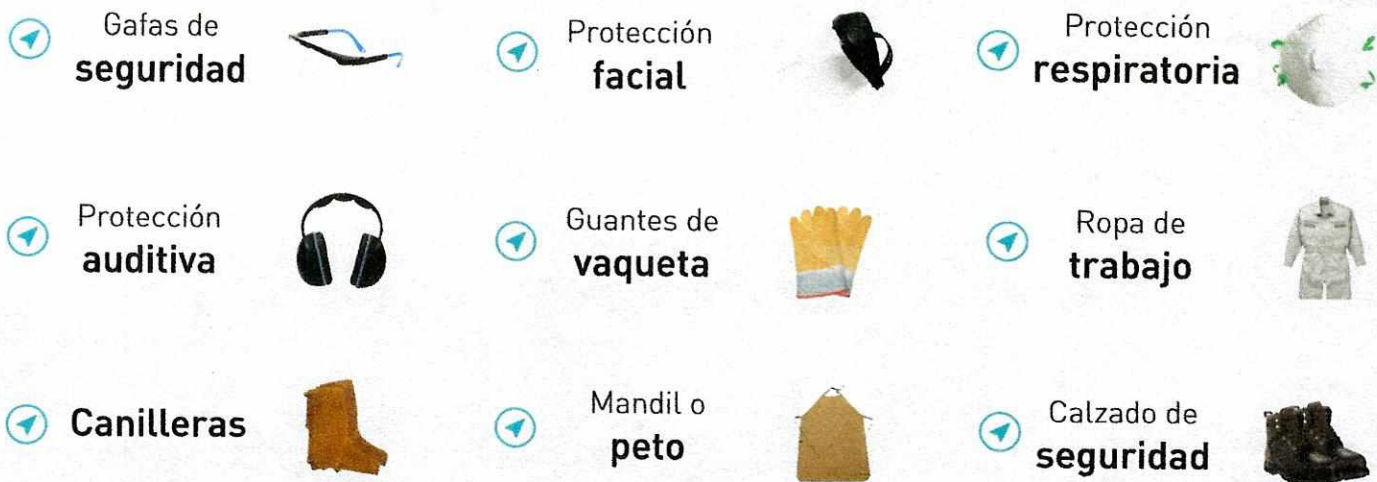 Gafas de
seguridad
Protección
facial
Protección
respiratoria
Protección
auditiva
Guantes de
vaqueta
Ropa de
trabajo
Canilleras
Mandil o
peto
Calzado de
seguridad